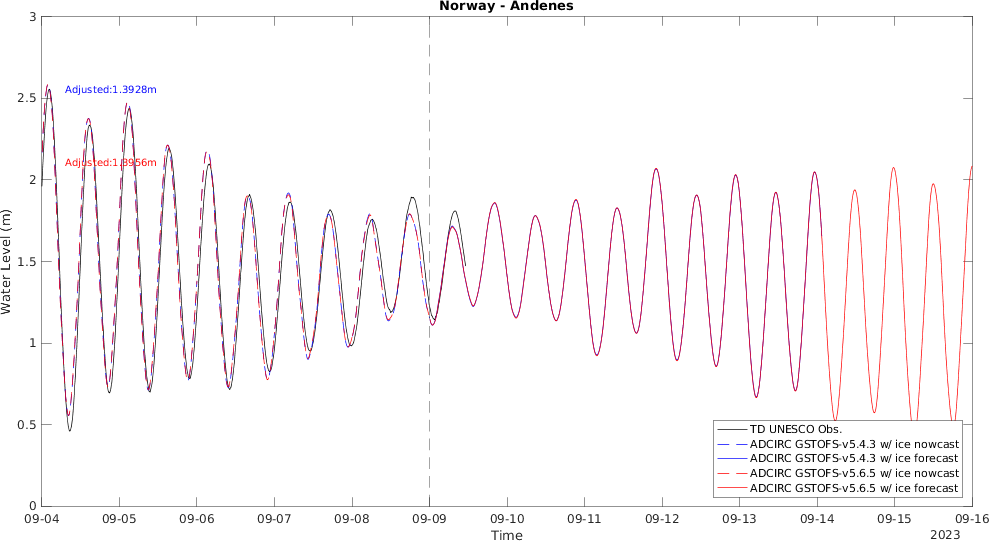 Norway - Andenes
3
2.5
2
1.5
1
0.5
0
Water Level (m)
Adjusted:1.3928m
Adjusted:1.3956m
TD UNESCO Obs.
ADCIRC GSTOFS-v5.4.3 w/ ice nowcast
ADCIRC GSTOFS-v5.4.3 w/ ice forecast
ADCIRC GSTOFS-v5.6.5 w/ ice nowcast
ADCIRC GSTOFS-v5.6.5 w/ ice forecast
09-04 09-05 09-06 09-07 09-08 09-09 09-10 09-11 09-12 09-13 09-14 09-15 09-16
Time
2023